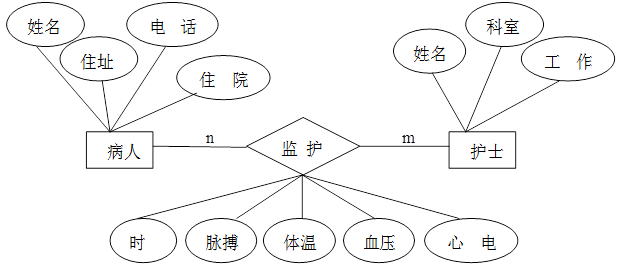 姓名
电 话
科室
住址
姓名
工 作
住 院
病人
n
监 护
m
护士
时
脉搏
体温
血压
心 电